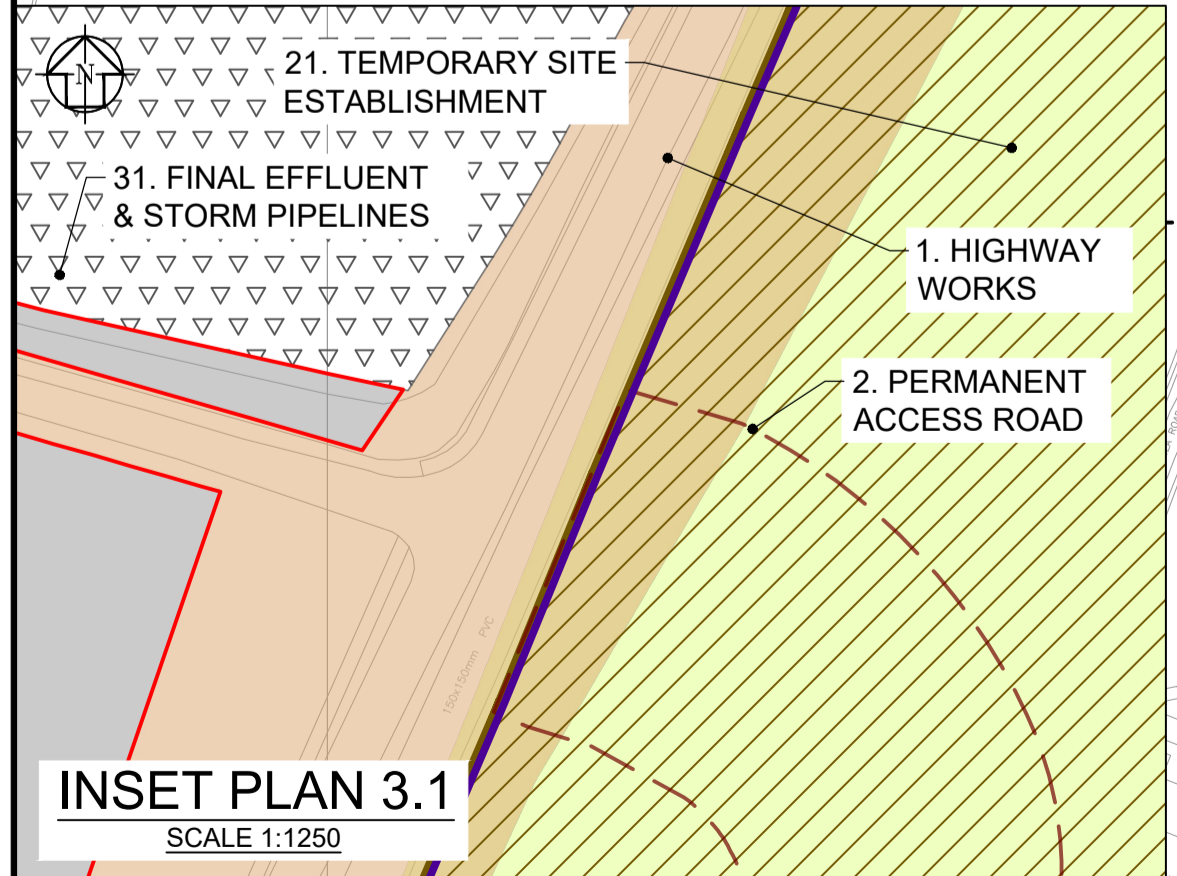 N
21. TEMPORARY SITE
ESTABLISHMENT
31. FINAL EFFLUENT
& STORM PIPELINES
1. HIGHWAY
WORKS
2. PERMANENT
ACCESS ROAD
150x150mm PVC
INSET PLAN 3.1
SCALE 1:1250